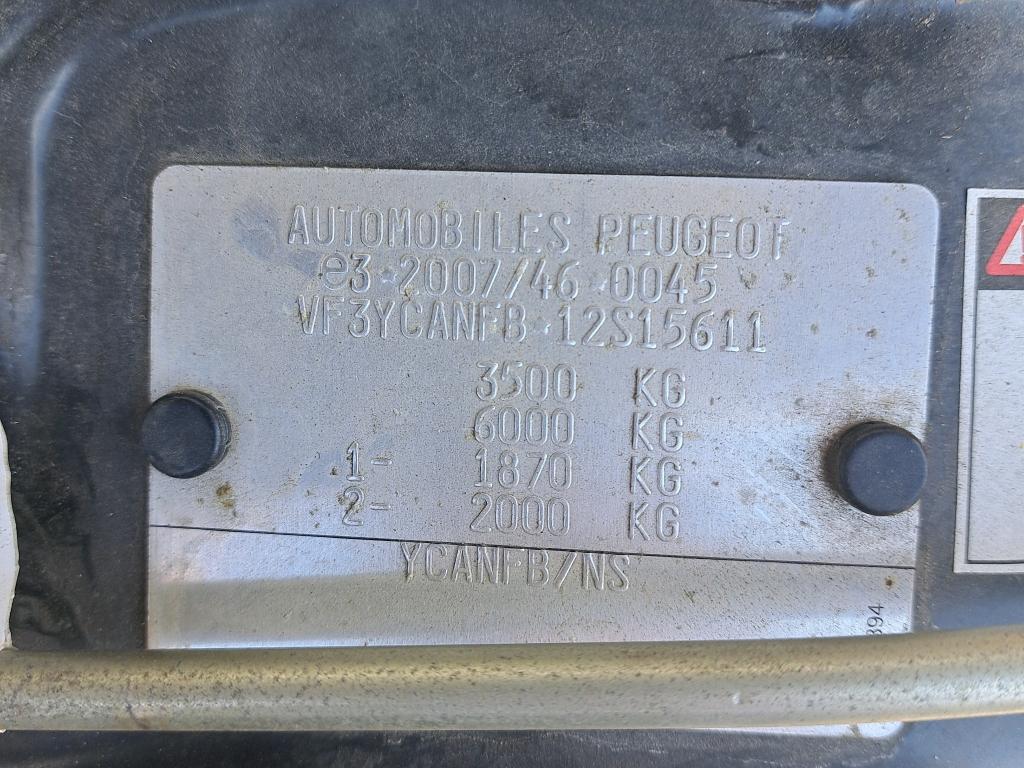 AUTOMOBILES PEUGEOT
e3*2007/46*0045
VF3YCANFB*12S15611
3500 KG
6000 KG
1- 1870 KG
2- 2000 KG
YCANFB/NS
394